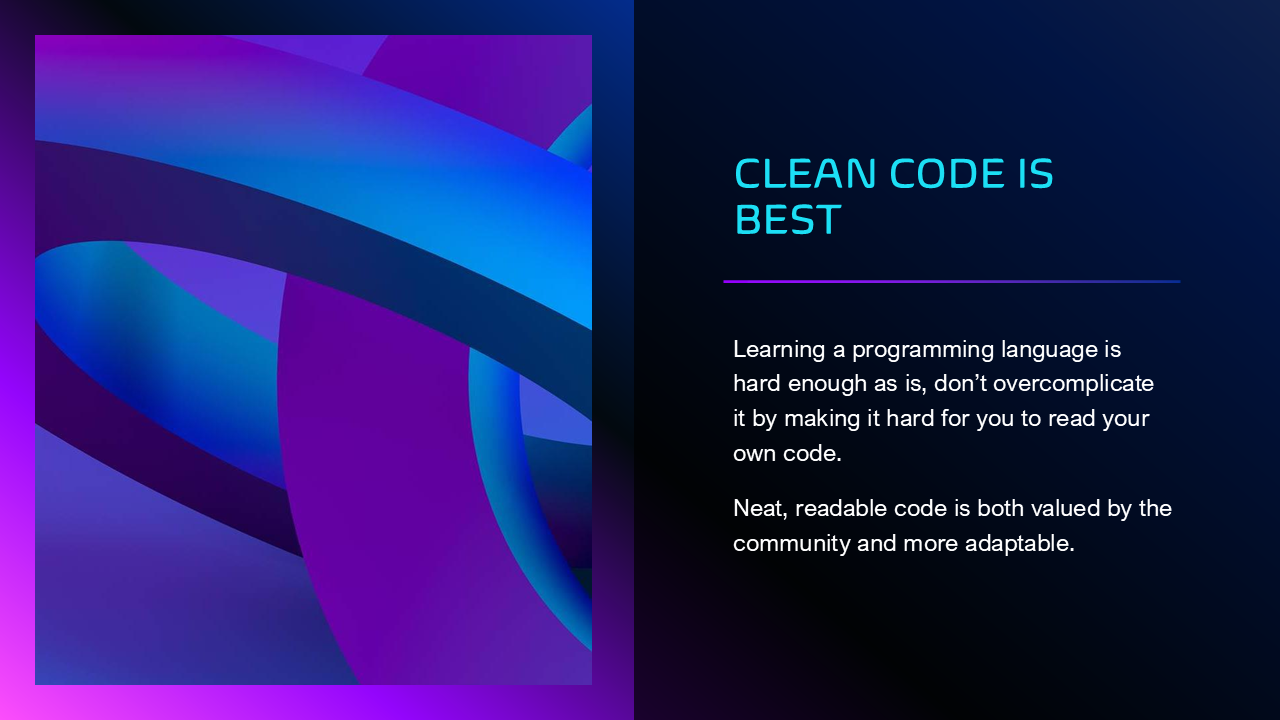 CLEAN CODE IS
BEST
Learning a programming language is
hard enough as is, don’t overcomplicate
it by making it hard for you to read your
own code.
Neat, readable code is both valued by the
community and more adaptable.